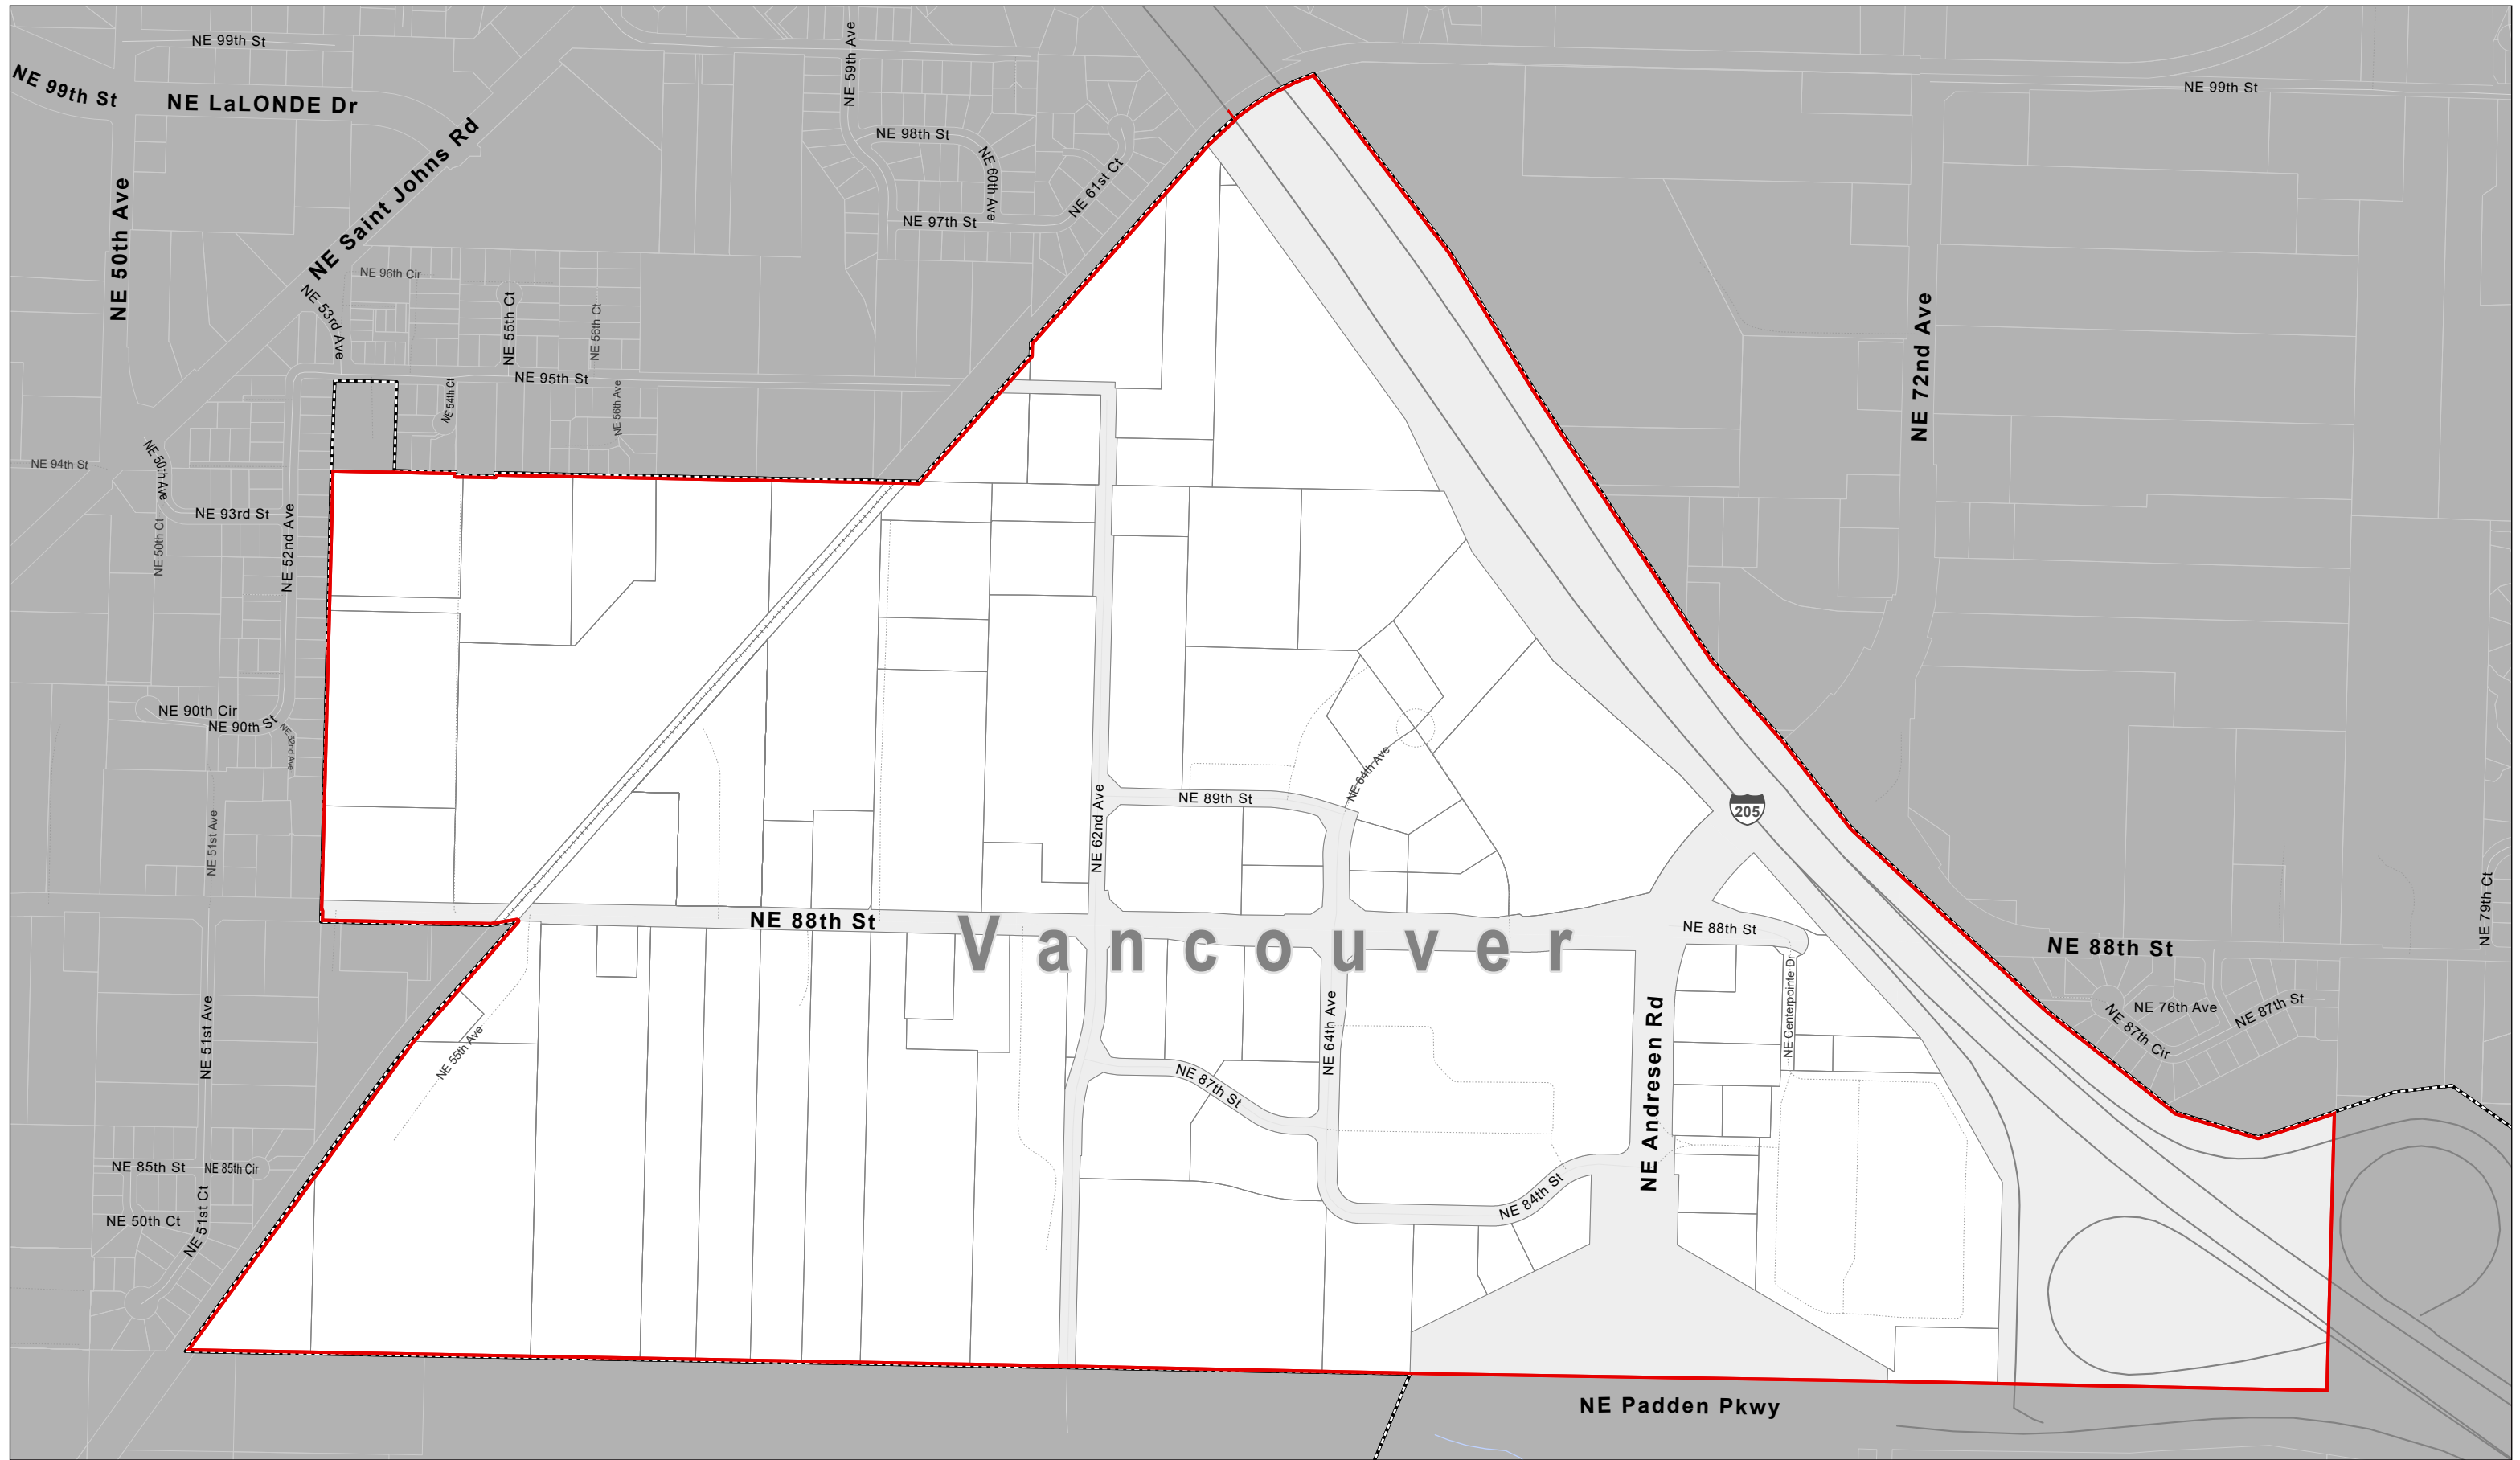 NE 99th St
NE 99th St
NE LaLONDE Dr
NE 50th Ave
NE Saint Johns Rd
NE 59th Ave
NE 98th St
NE 60th Ave
NE 61st Ct
NE 97th St
NE 99th St
NE 96th Cir
NE 53rd Ave
NE 55th Ct
NE 56th Ct
NE 95th St
NE 54th Ct
NE 56th Ave
NE 72nd Ave
NE 94th St
NE 50th Ave
NE 93rd St
NE 50th Ct
NE 52nd Ave
NE 90th Cir
NE 90th St
NE 52nd Ave
NE 51st Ave
NE 89th St
NE 64th Ave
NE 62nd Ave
205
NE 88th St
Vancouver
NE 88th St
NE 88th St
NE 79th Ct
NE Centerpointe Dr
NE 76th Ave
NE 87th St
NE 87th Cir
NE 51st Ave
NE 55th Ave
NE 87th St
NE 64th Ave
NE Andresen Rd
NE 85th St
NE 85th Cir
NE 50th Ct
NE 51st Ct
NE 84th St
NE Padden Pkwy